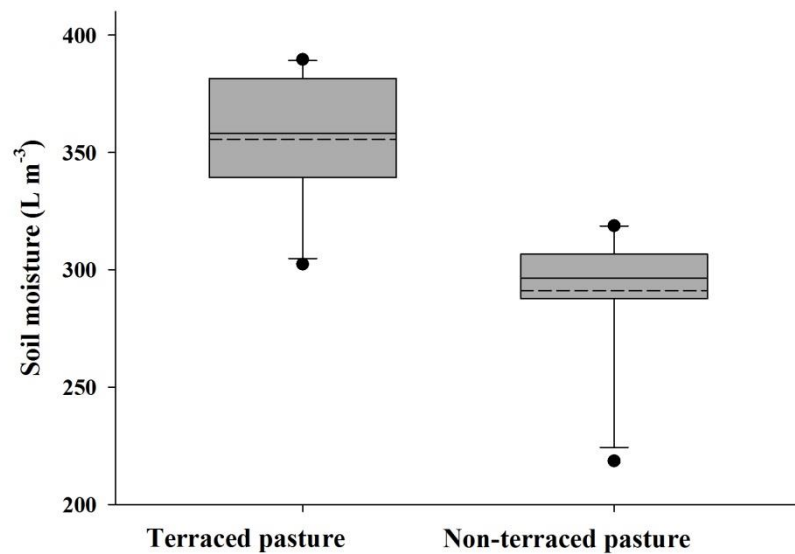 400
350
300
250
200
Soil moisture (L m⁻³)
Terraced pasture
Non-terraced pasture